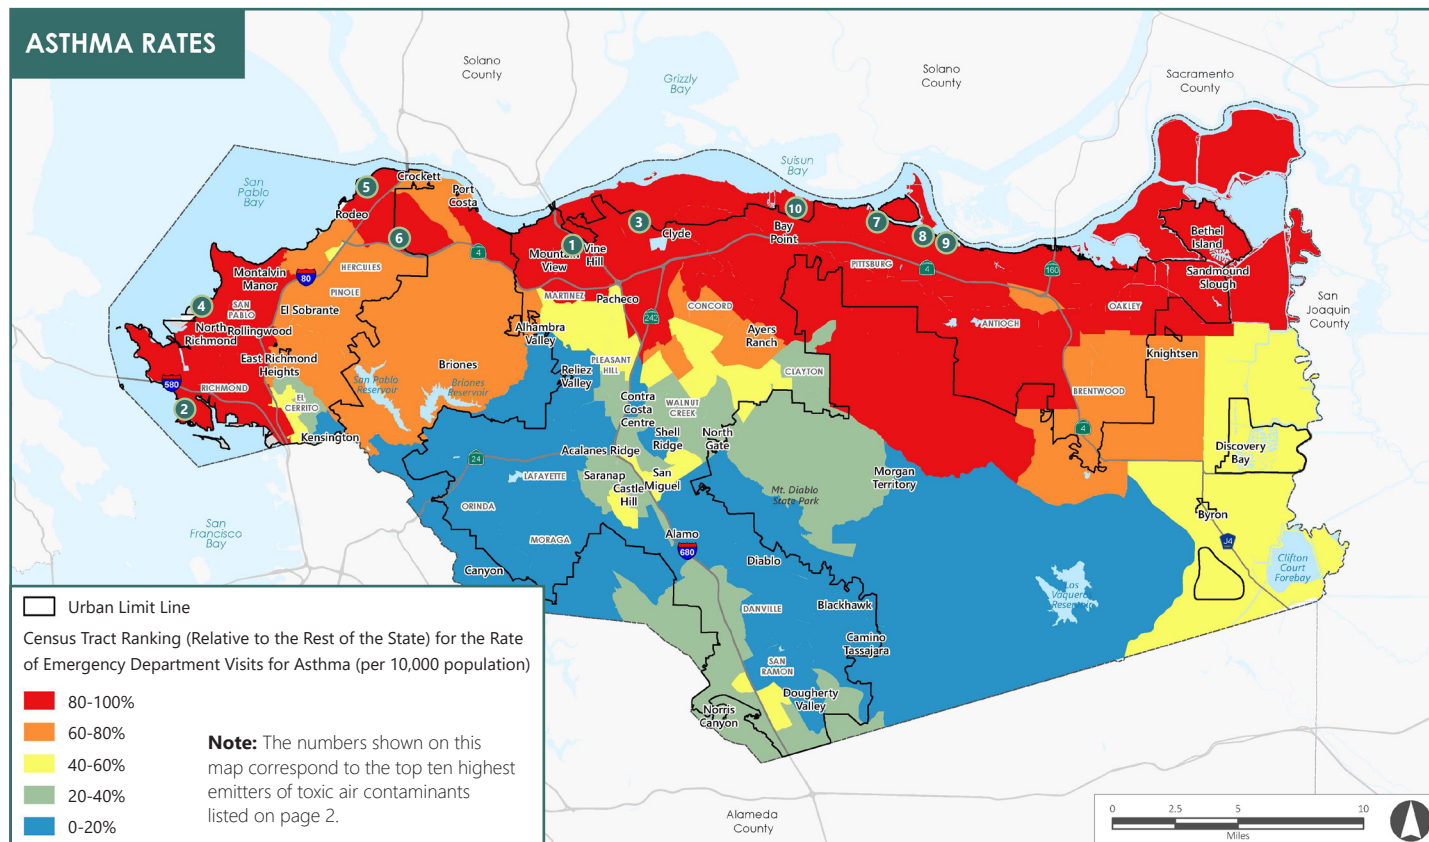 ASTHMA RATES
Solano
County
Grizzly
Bay
Solano
County
Sacramento
County
San
Pablo
Bay
Suisun
Bay
5
Crockett
Port
Costa
Rodeo
6
4
3
Clyde
10
Bay
Point
7
8
9
1
Mountain
View
Vine
Hill
PITTSBURG
4
160
Bethel
Island
Sandmound
Slough
San
Joaquin
County
HERCULES
80
Montalvin
Manor
PINOLE
SAN
PABLO
El Sobrante
4
North
Richmond
Rollingwood
MARTINEZ
Pacheco
242
CONCORD
OAKLEY
ANTIOCH
Alhambra
Valley
Ayers
Ranch
Knightsen
East Richmond
Heights
580
RICHMOND
2
San Pablo
Reservoir
Briones
Briones
Reservoir
Reliez
Valley
PLEASANT
HILL
CLAYTON
BRENTWOOD
4
EL
CERRITO
Kensington
Contra
Costa
Centre
WALNUT
CREEK
Shell
Ridge
North
Gate
Discovery
Bay
24
Acalanes Ridge
LAFAYETTE
Saranap
San
Miguel
Castle
Hill
Mt. Diablo
State Park
Morgan
Territory
ORINDA
MORAGA
San
Francisco
Bay
Alamo
680
Byron
J4
Clifton
Court
Forebay
Canyon
Diablo
Los
Vaqueros
Reservoir
DANVILLE
Blackhawk
Camino
Tassajara
SAN
RAMON
Dougherty
Valley
Norris
Canyon
Alameda
County
Urban Limit Line
Census Tract Ranking (Relative to the Rest of the State) for the Rate
of Emergency Department Visits for Asthma (per 10,000 population)
80-100%
60-80%
40-60%
20-40%
0-20%
Note: The numbers shown on this
map correspond to the top ten highest
emitters of toxic air contaminants
listed on page 2.
0 2.5 5 10
Miles